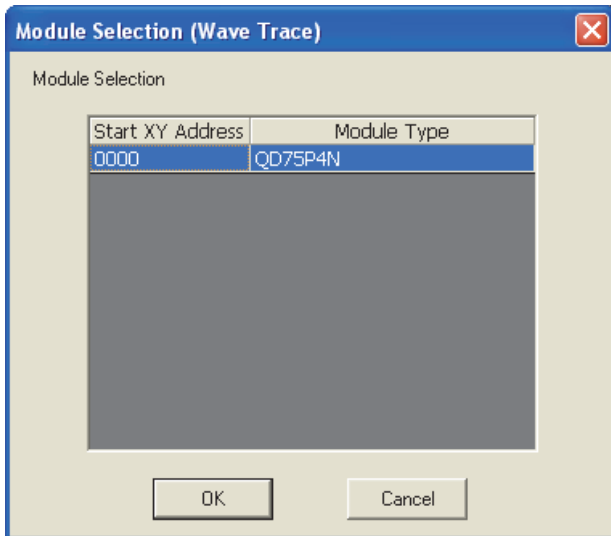 Module Selection (Wave Trace)
Module Selection
Start XY Address Module Type
0000 QD75P4N
OK Cancel